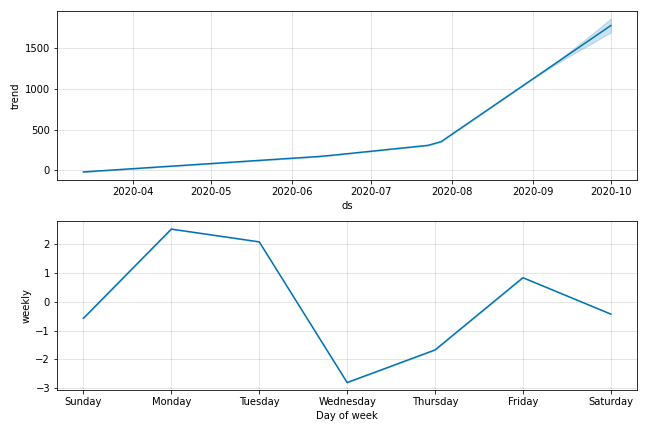 1500
1000
500
0
trend
2020-04 2020-05 2020-06 2020-07 2020-08 2020-09 2020-10
ds
2
1
0
−1
−2
−3
weekly
Sunday Monday Tuesday Wednesday Thursday Friday Saturday
Day of week